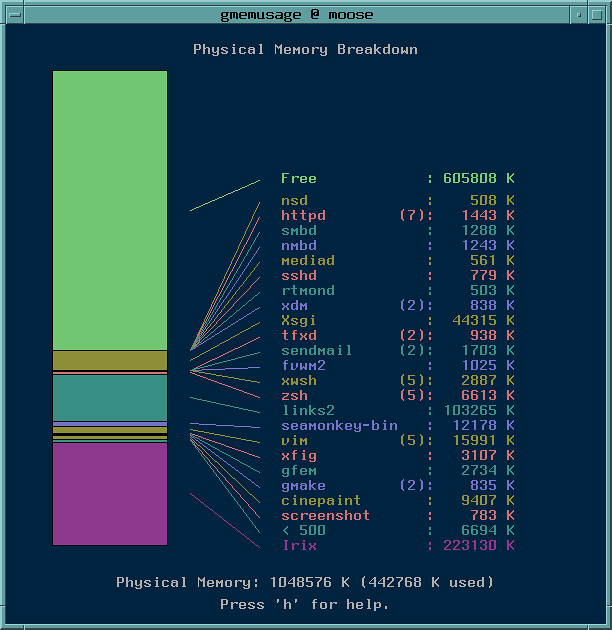 gmemusage @ moose
Physical Memory Breakdown
Free : 605808 K
nsd : 508 K
httpd (7): 1443 K
smbd : 1288 K
nmbd : 1243 K
mediad : 561 K
sshd : 779 K
rtmond : 503 K
xdm (2): 838 K
Xsgi : 44315 K
tfxd (2): 938 K
sendmail (2): 1703 K
fvwm2 : 1025 K
xwsh (5): 2887 K
zsh (5): 6613 K
links2 : 103265 K
seamonkey-bin : 12178 K
vim (5): 15991 K
xfig : 3107 K
gfem : 2734 K
gmake (2): 835 K
cinepaint : 9407 K
screenshot : 783 K
< 500 : 6694 K
Irix : 223130 K
Physical Memory: 1048576 K (442768 K used)
Press 'h' for help.